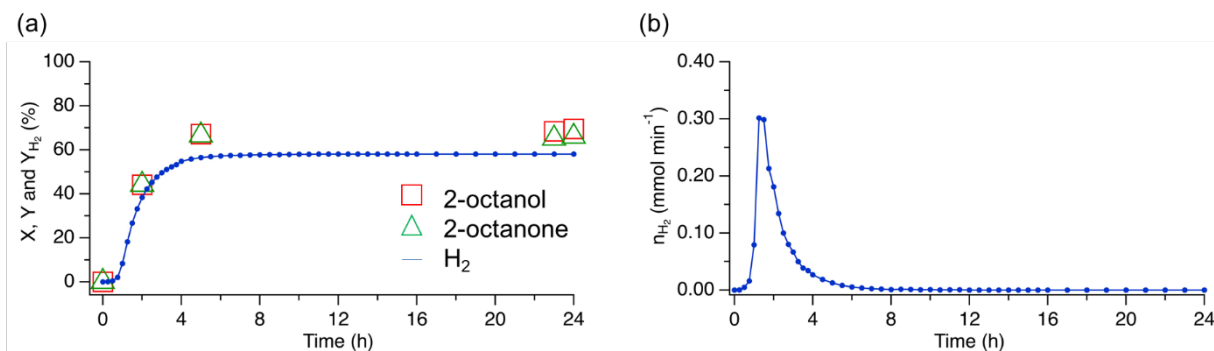 (a)
X, Y and Y_H₂ (%)
100
80
60
40
20
0
2-octanol
2-octanone
H₂
0 4 8 12 16 20 24
Time (h)
(b)
n_H₂ (mmol min⁻¹)
0.40
0.30
0.20
0.10
0.00
0 4 8 12 16 20 24
Time (h)